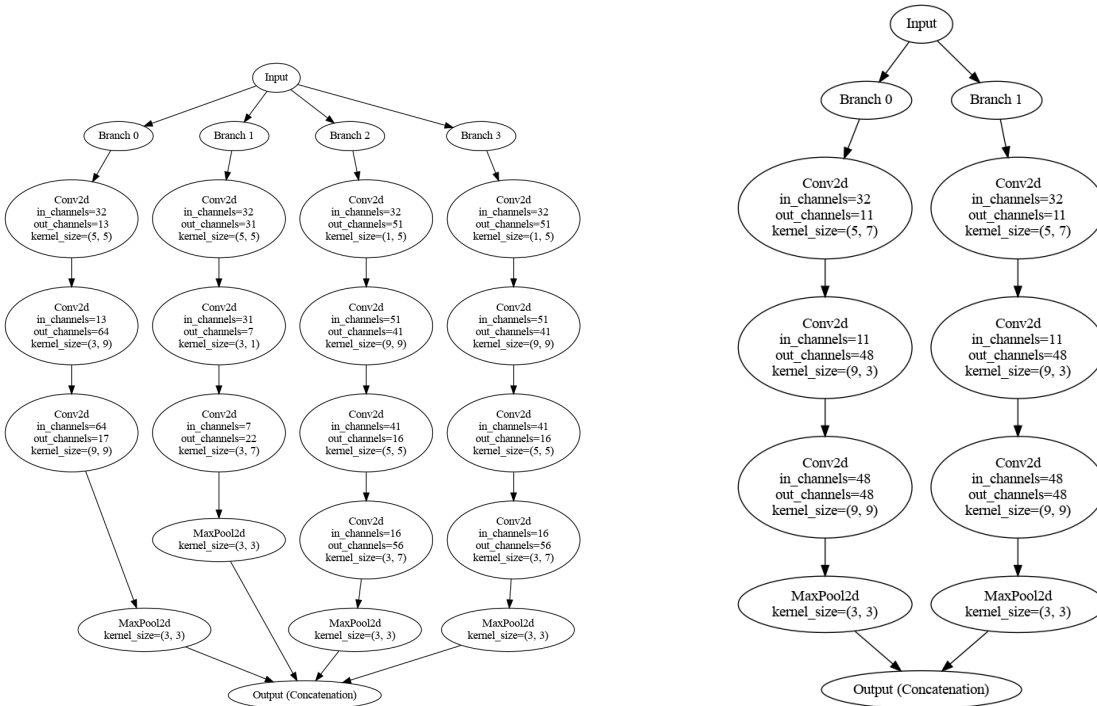 Input
Branch 0
Branch 1
Branch 2
Branch 3
Conv2d
in_channels=32
out_channels=13
kernel_size=(5, 5)
Conv2d
in_channels=32
out_channels=31
kernel_size=(5, 5)
Conv2d
in_channels=32
out_channels=51
kernel_size=(1, 5)
Conv2d
in_channels=32
out_channels=51
kernel_size=(1, 5)
Conv2d
in_channels=13
out_channels=64
kernel_size=(3, 9)
Conv2d
in_channels=31
out_channels=7
kernel_size=(3, 1)
Conv2d
in_channels=51
out_channels=41
kernel_size=(9, 9)
Conv2d
in_channels=51
out_channels=41
kernel_size=(9, 9)
Conv2d
in_channels=64
out_channels=17
kernel_size=(9, 9)
Conv2d
in_channels=7
out_channels=22
kernel_size=(3, 7)
Conv2d
in_channels=41
out_channels=16
kernel_size=(5, 5)
Conv2d
in_channels=41
out_channels=16
kernel_size=(5, 5)
MaxPool2d
kernel_size=(3, 3)
Conv2d
in_channels=16
out_channels=56
kernel_size=(3, 7)
Conv2d
in_channels=16
out_channels=56
kernel_size=(3, 7)
MaxPool2d
kernel_size=(3, 3)
MaxPool2d
kernel_size=(3, 3)
MaxPool2d
kernel_size=(3, 3)
Output (Concatenation)
Input
Branch 0
Branch 1
Conv2d
in_channels=32
out_channels=11
kernel_size=(5, 7)
Conv2d
in_channels=32
out_channels=11
kernel_size=(5, 7)
Conv2d
in_channels=11
out_channels=48
kernel_size=(9, 3)
Conv2d
in_channels=11
out_channels=48
kernel_size=(9, 3)
Conv2d
in_channels=48
out_channels=48
kernel_size=(9, 9)
Conv2d
in_channels=48
out_channels=48
kernel_size=(9, 9)
MaxPool2d
kernel_size=(3, 3)
MaxPool2d
kernel_size=(3, 3)
Output (Concatenation)